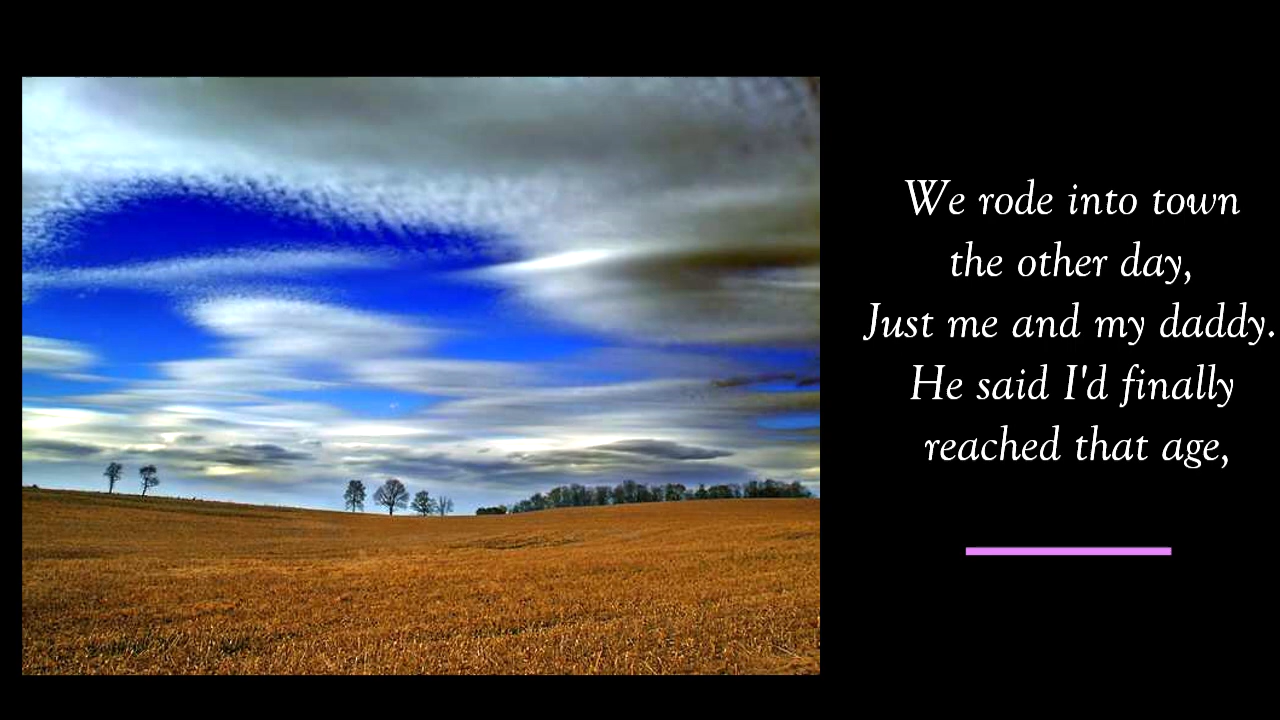 We rode into town
the other day,
Just me and my daddy.
He said I'd finally
reached that age,